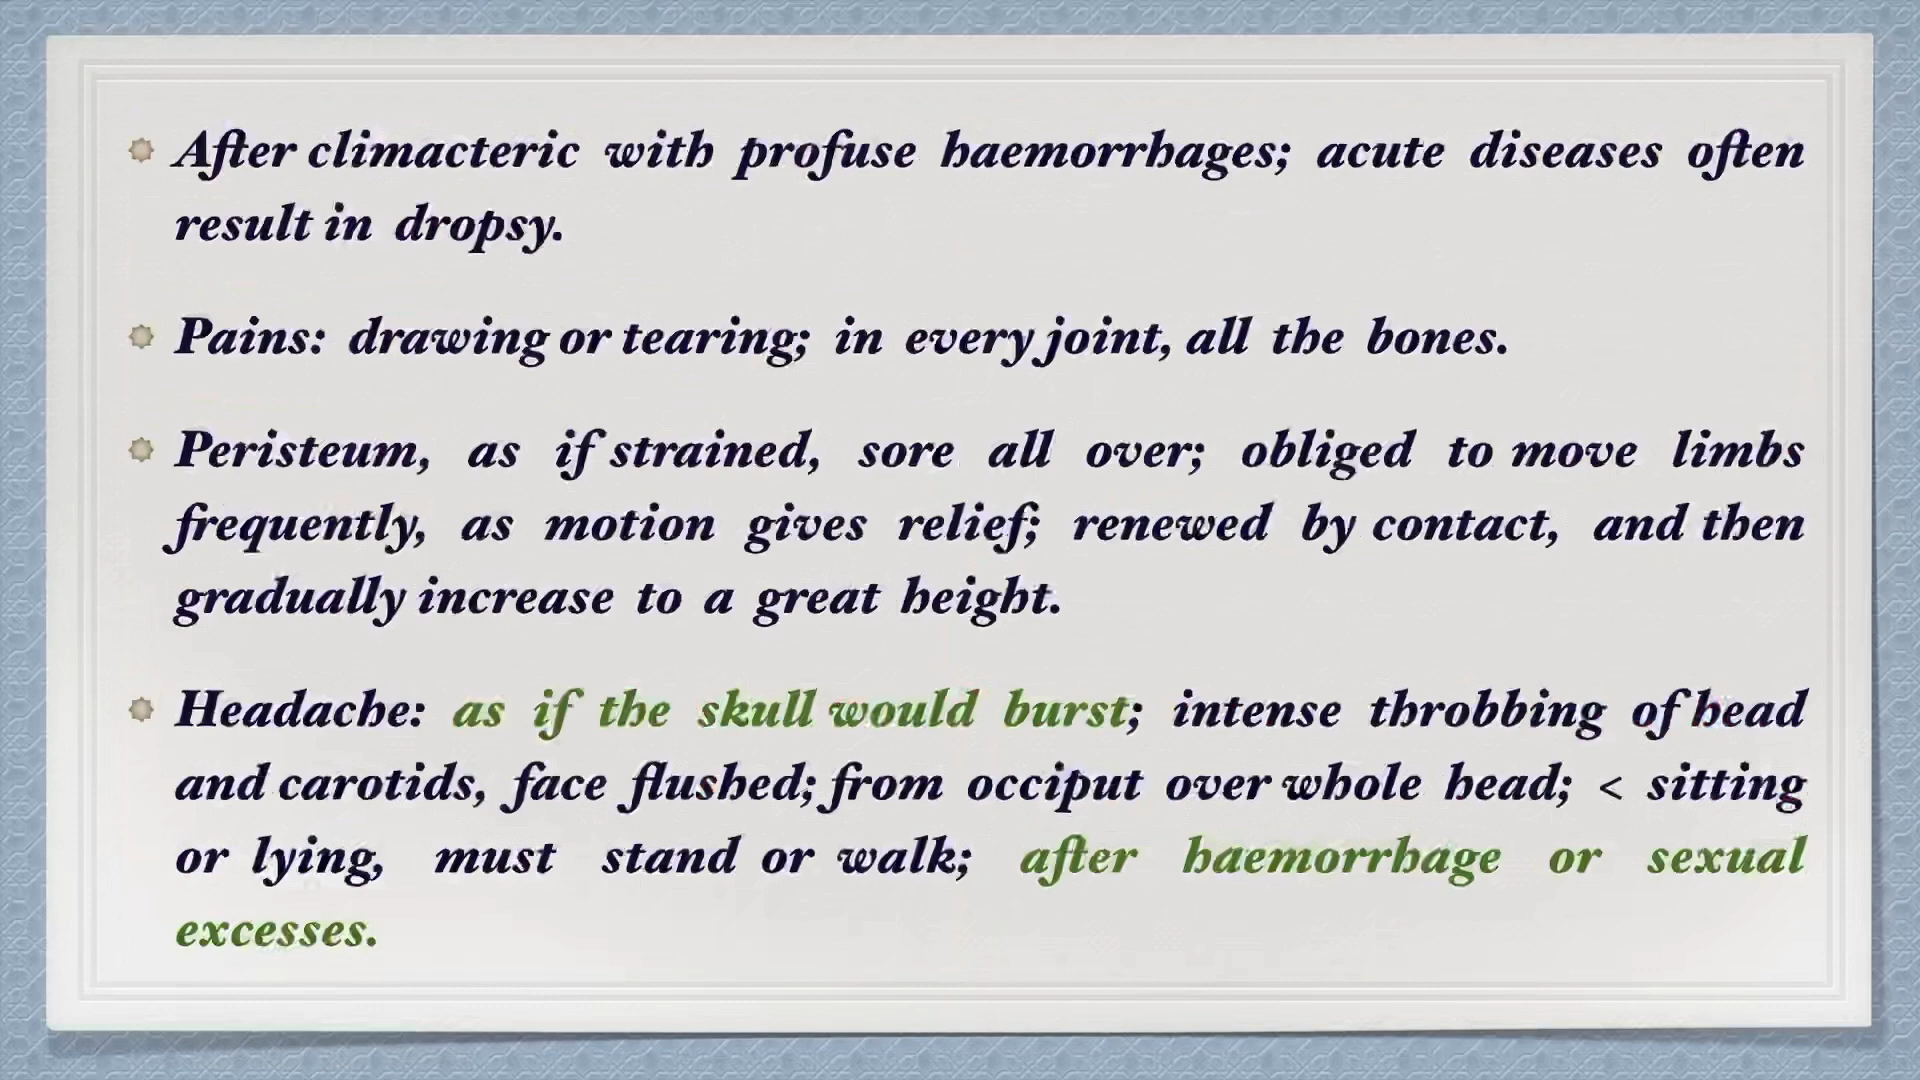 After climacteric with profuse haemorrhages; acute diseases often
result in dropsy.
Pains: drawing or tearing; in every joint, all the bones.
Peristeum, as if strained, sore all over; obliged to move limbs
frequently, as motion gives relief; renewed by contact, and then
gradually increase to a great height.
Headache: as if the skull would burst; intense throbbing of head
and carotids, face flushed; from occiput over whole head; < sitting
or lying, must stand or walk; after haemorrhage or sexual
excesses.